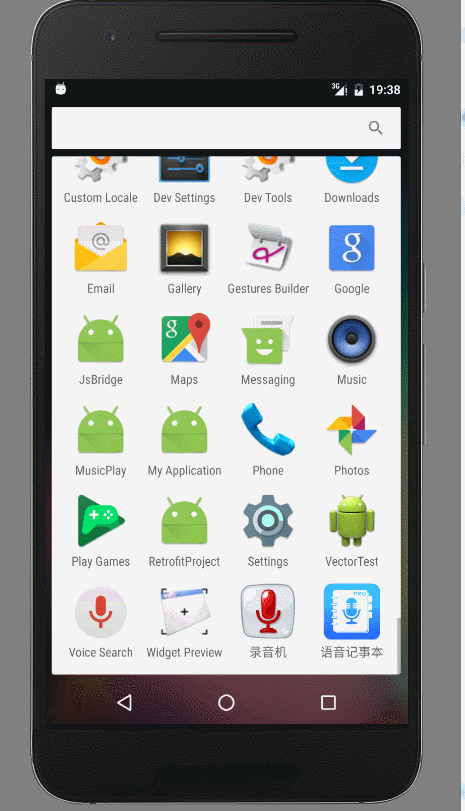 3G 19:38
Custom Locale Dev Settings Dev Tools Downloads
Email Gallery Gestures Builder Google
JsBridge Maps Messaging Music
MusicPlay My Application Phone Photos
Play Games RetrofitProject Settings VectorTest
PRO
Voice Search Widget Preview 录音机 语音记事本